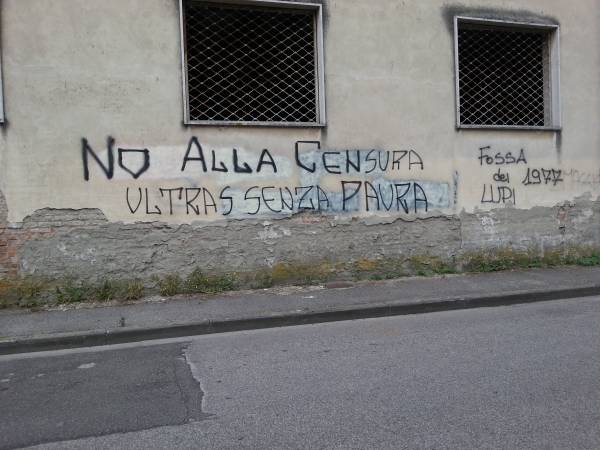 No Alla Censura
ULTRAS SENZA PAURA
FoSSA
dei 1977
LUPI